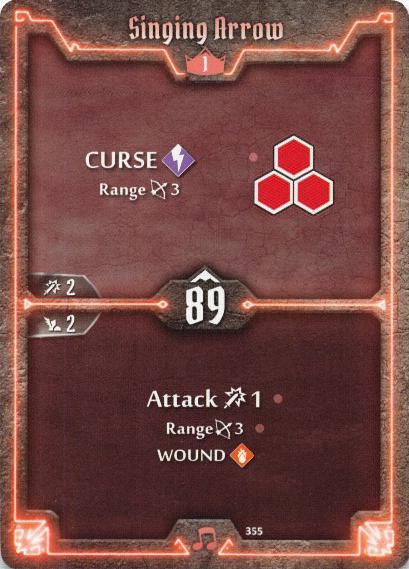 Singing Arrow
1
CURSE
Range 3
2
89
2
Attack 1
Range 3
WOUND
355